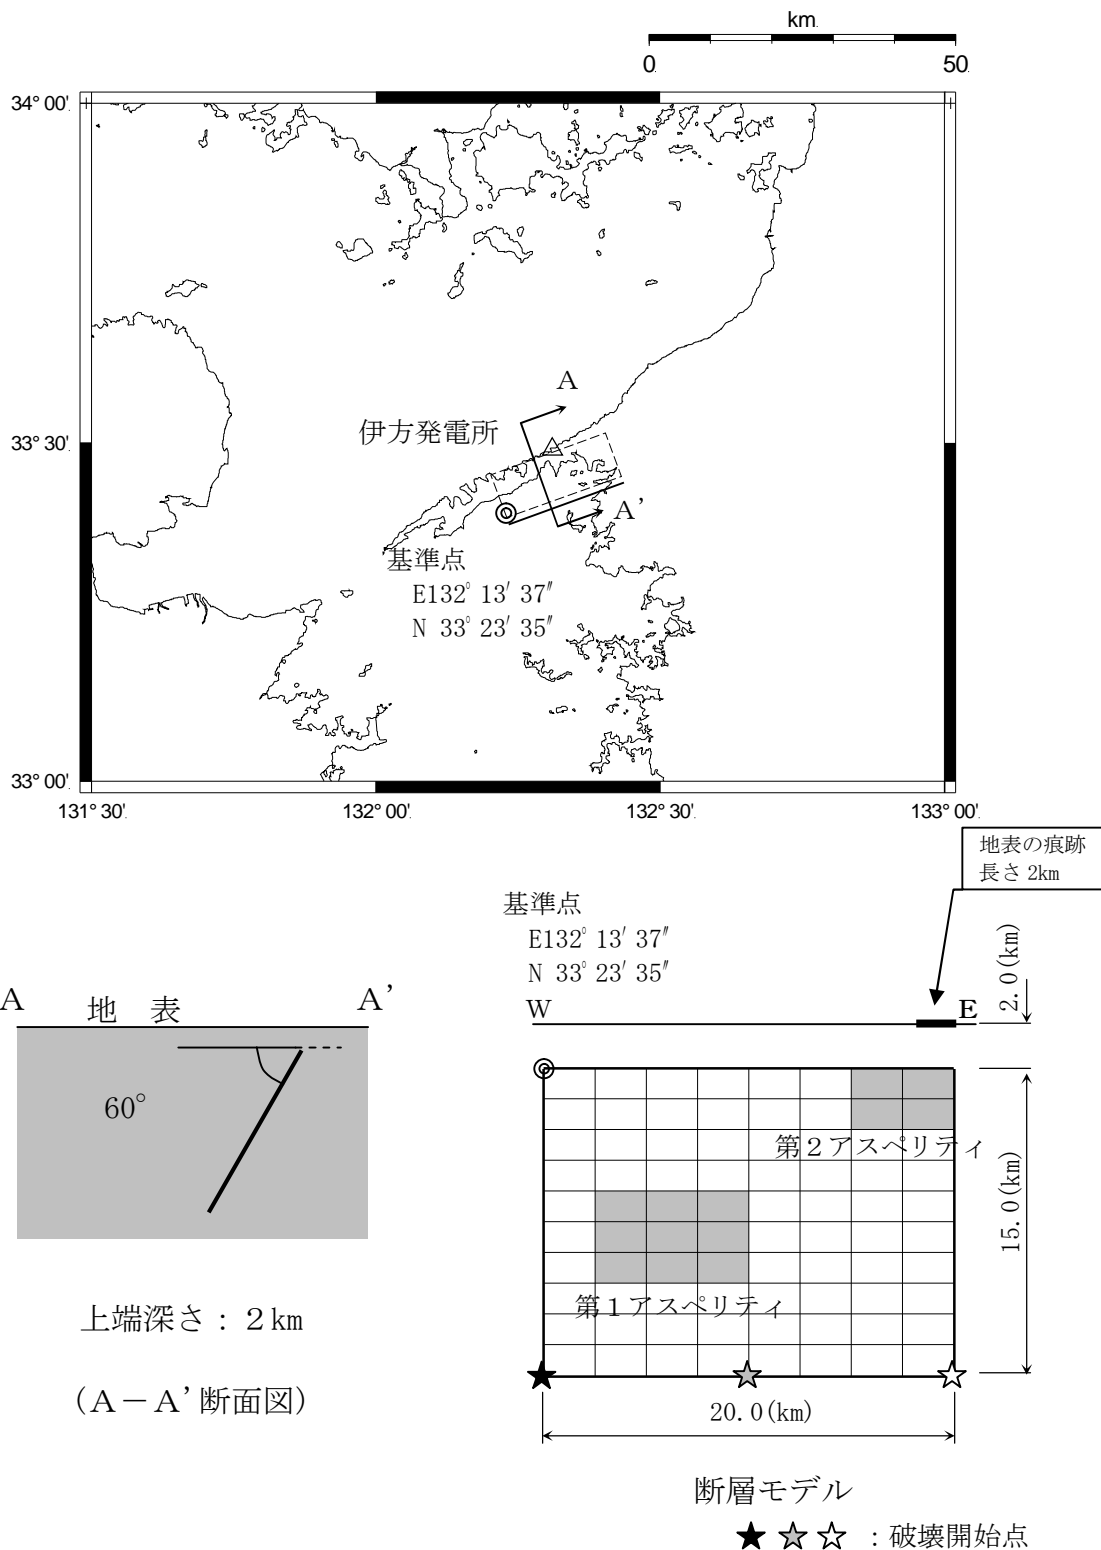 km.
0.
50.
34° 00′.
A
伊方発電所
33° 30′.
A’
基準点
E132° 13′ 37″
N 33° 23′ 35″
33° 00′.
131° 30′.
132° 00′.
132° 30′.
133° 00′.
地表の痕跡
長さ 2km
基準点
E132° 13′ 37″
N 33° 23′ 35″
2.0(km)
A
地 表
A’
W
E
60°
第２アスペリティ
15.0(km)
第１アスペリティ
上端深さ：２km
(A－A’断面図)
20.0(km)
断層モデル
：破壊開始点